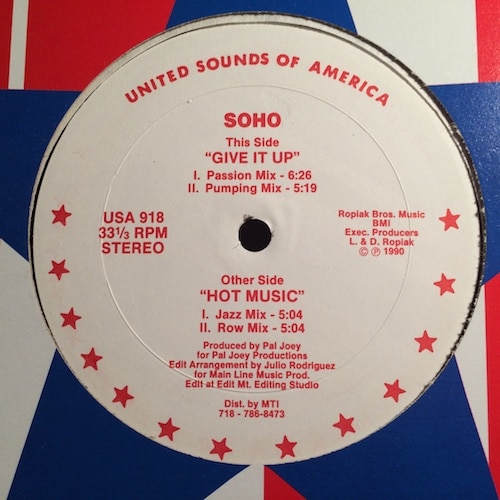 UNITED SOUNDS OF AMERICA
SOHO
This Side
"GIVE IT UP"
I. Passion Mix - 6:26
II. Pumping Mix - 5:19
USA 918
33⅓ RPM
STEREO
Ropiak Bros. Music
BMI
Exec. Producers
L. & D. Ropiak
© ℗ 1990
Other Side
"HOT MUSIC"
I. Jazz Mix - 5:04
II. Row Mix - 5:04
Produced by Pal Joey
for Pal Joey Productions
Edit Arrangement by Julio Rodriguez
for Main Line Music Prod.
Edit at Edit Mt. Editing Studio
Dist. by MTI
718 - 786-8473